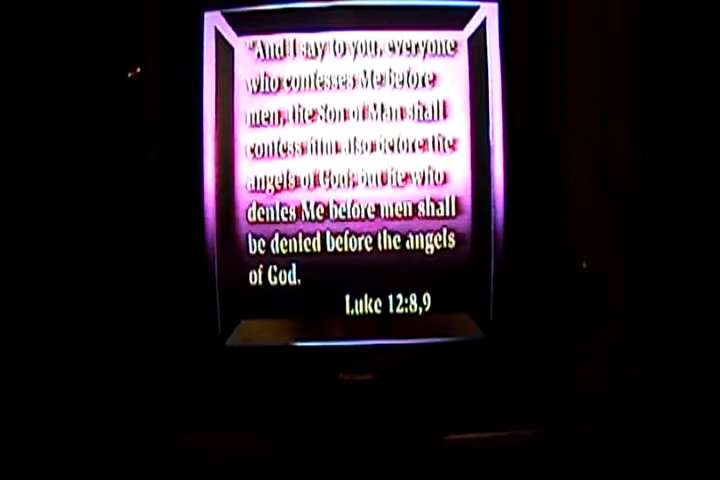 "And I say to you, everyone
who confesses Me before
men, the Son of Man shall
confess him also before the
angels of God; but he who
denies Me before men shall
be denied before the angels
of God.
Luke 12:8,9